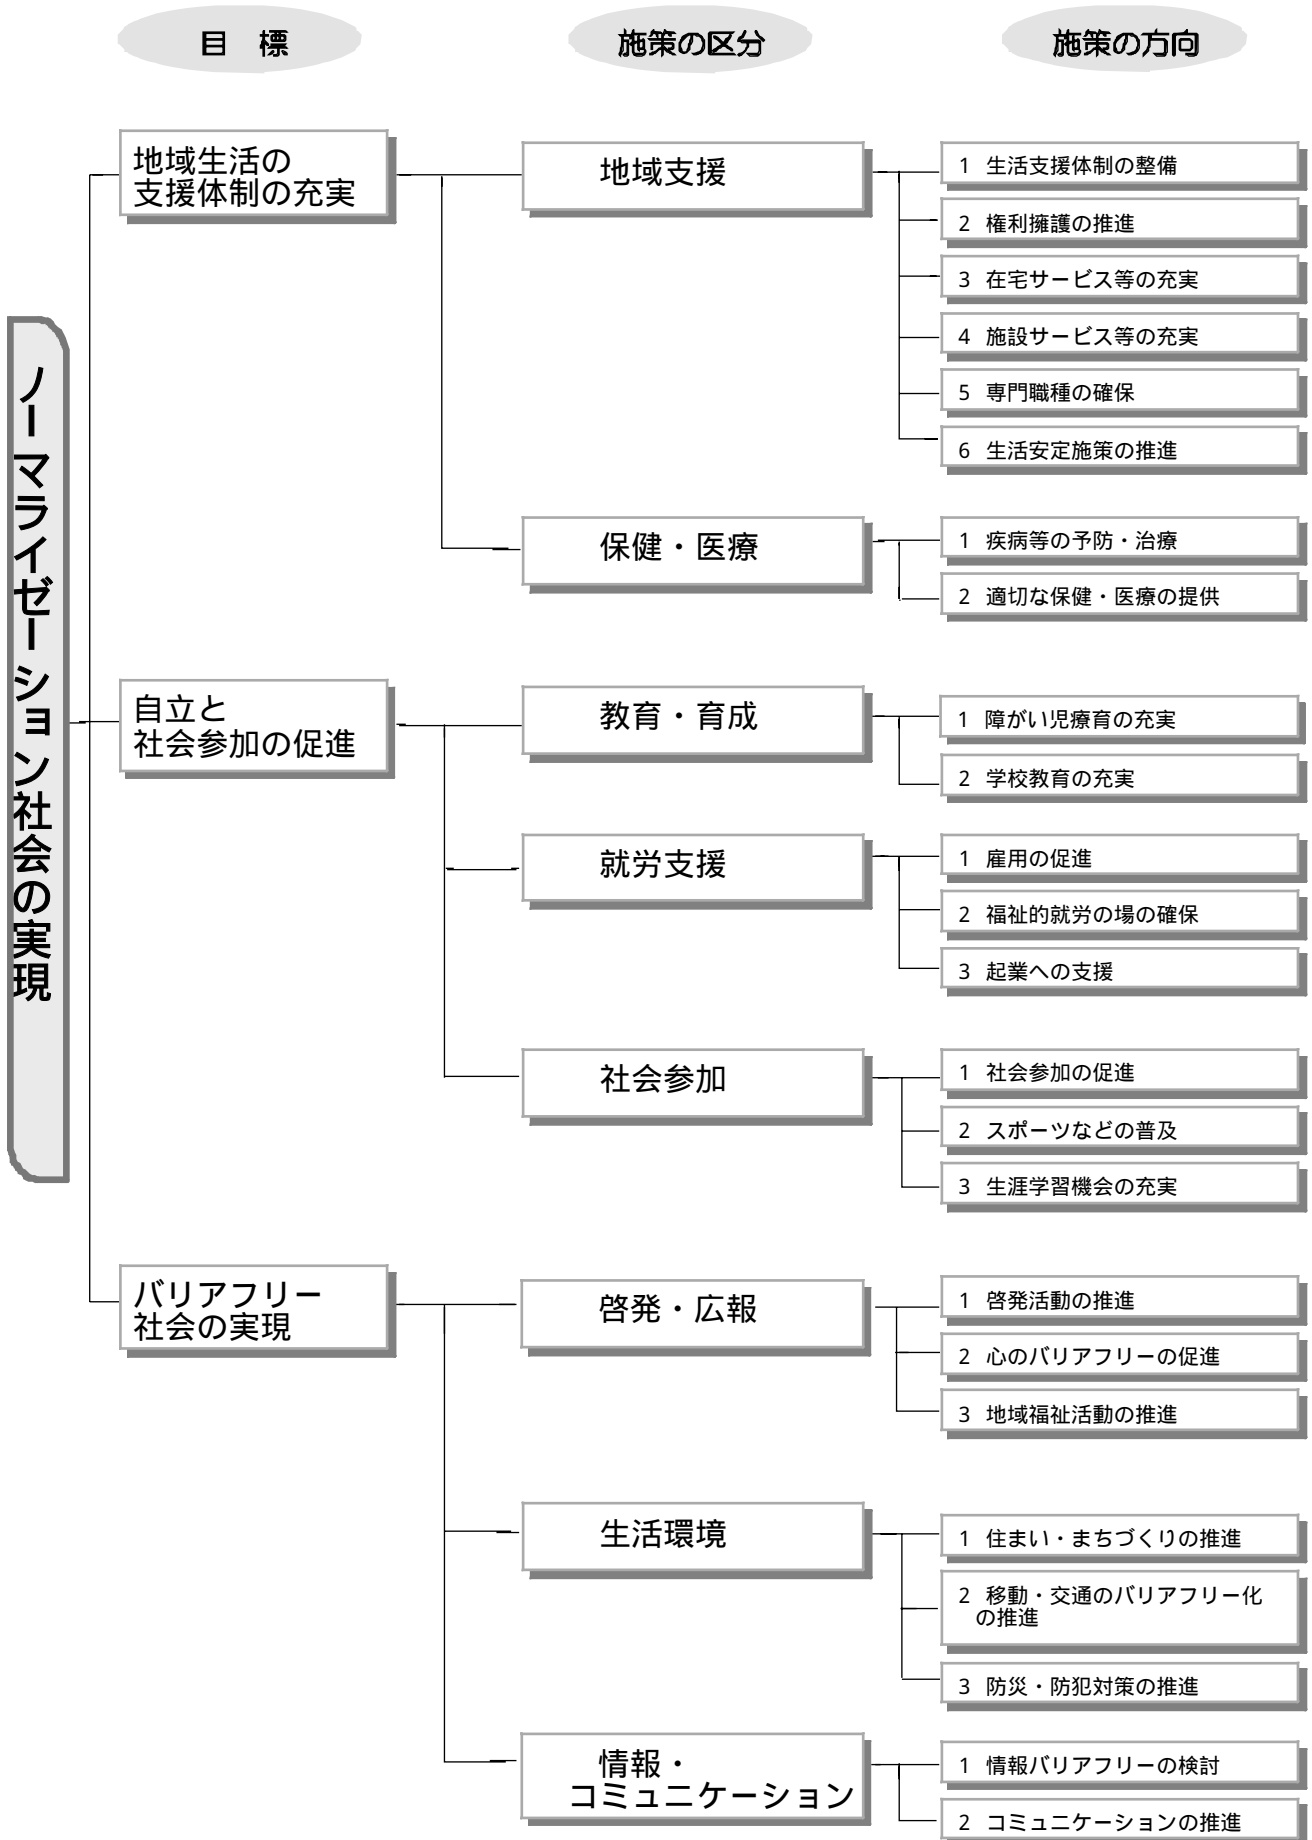 目 標
施策の区分
施策の方向
ノーマライゼーション社会の実現
地域生活の
支援体制の充実
地域支援
1 生活支援体制の整備
2 権利擁護の推進
3 在宅サービス等の充実
4 施設サービス等の充実
5 専門職種の確保
6 生活安定施策の推進
保健・医療
1 疾病等の予防・治療
2 適切な保健・医療の提供
自立と
社会参加の促進
教育・育成
1 障がい児療育の充実
2 学校教育の充実
就労支援
1 雇用の促進
2 福祉的就労の場の確保
3 起業への支援
社会参加
1 社会参加の促進
2 スポーツなどの普及
3 生涯学習機会の充実
バリアフリー
社会の実現
啓発・広報
1 啓発活動の推進
2 心のバリアフリーの促進
3 地域福祉活動の推進
生活環境
1 住まい・まちづくりの推進
2 移動・交通のバリアフリー化
の推進
3 防災・防犯対策の推進
情報・
コミュニケーション
1 情報バリアフリーの検討
2 コミュニケーションの推進